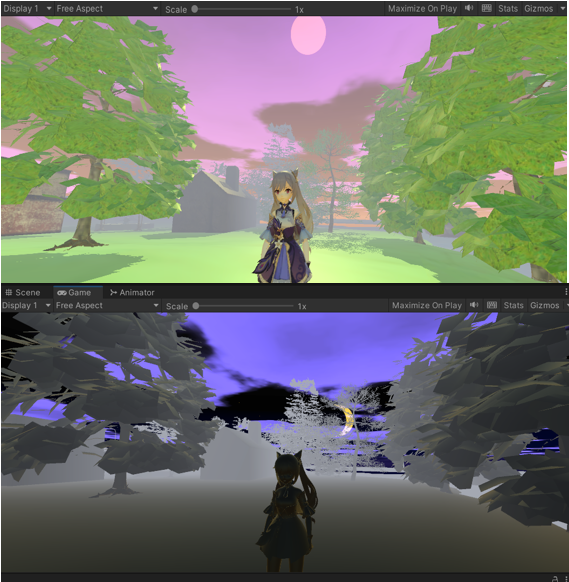 Display 1 Free Aspect Scale 1x Maximize On Play Stats Gizmos
Scene Game Animator
Display 1 Free Aspect Scale 1x Maximize On Play Stats Gizmos